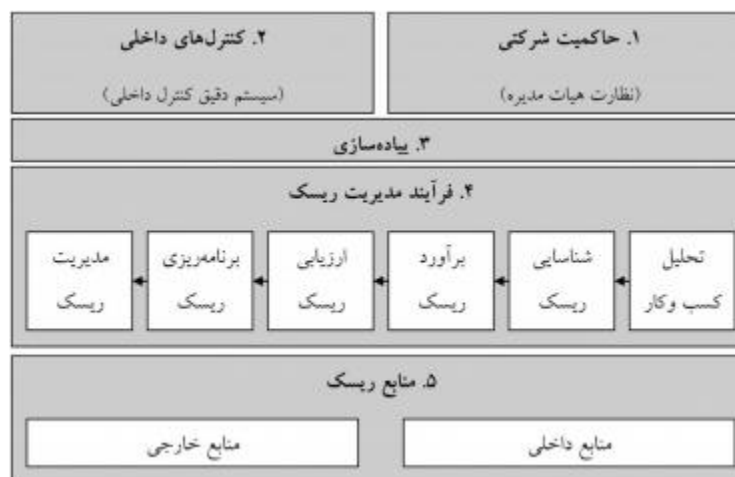 ۱. حاکمیت شرکتی
(نظارت هیات مدیره)
۲. کنترل‌های داخلی
(سیستم دقیق کنترل داخلی)
۳. پیاده‌سازی
۴. فرآیند مدیریت ریسک
تحلیل
کسب وکار
شناسایی
ریسک
برآورد
ریسک
ارزیابی
ریسک
برنامه‌ریزی
ریسک
مدیریت
ریسک
۵. منابع ریسک
منابع داخلی
منابع خارجی